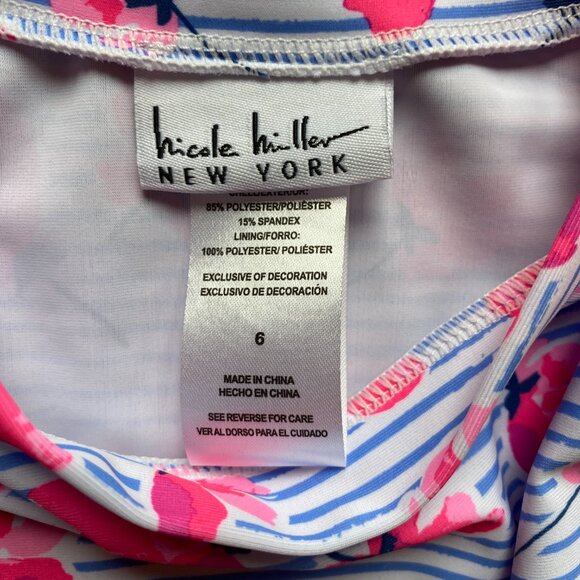 nicole miller
NEW YORK
85% POLYESTER/POLIÉSTER
15% SPANDEX
LINING/FORRO:
100% POLYESTER/ POLIÉSTER
EXCLUSIVE OF DECORATION
EXCLUSIVO DE DECORACIÓN
6
MADE IN CHINA
HECHO EN CHINA
SEE REVERSE FOR CARE
VER AL DORSO PARA EL CUIDADO